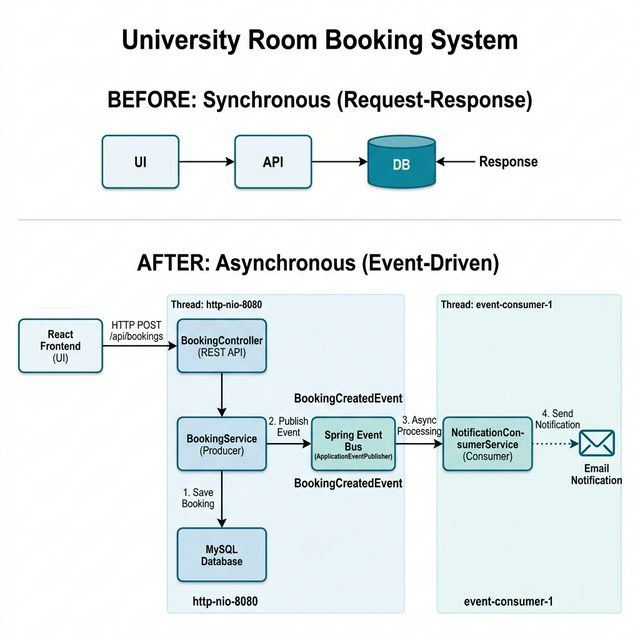 University Room Booking System
BEFORE: Synchronous (Request-Response)
UI
API
DB
Response
AFTER: Asynchronous (Event-Driven)
Thread: http-nio-8080
Thread: event-consumer-1
React
Frontend
(UI)
HTTP POST
/api/bookings
BookingController
(REST API)
BookingCreatedEvent
BookingService
(Producer)
2. Publish
Event
Spring Event
Bus
(ApplicationEventPublisher)
3. Async
Processing
NotificationCon-
sumerService
(Consumer)
4. Send
Notification
Email
Notification
BookingCreatedEvent
1. Save
Booking
MySQL
Database
http-nio-8080
event-consumer-1